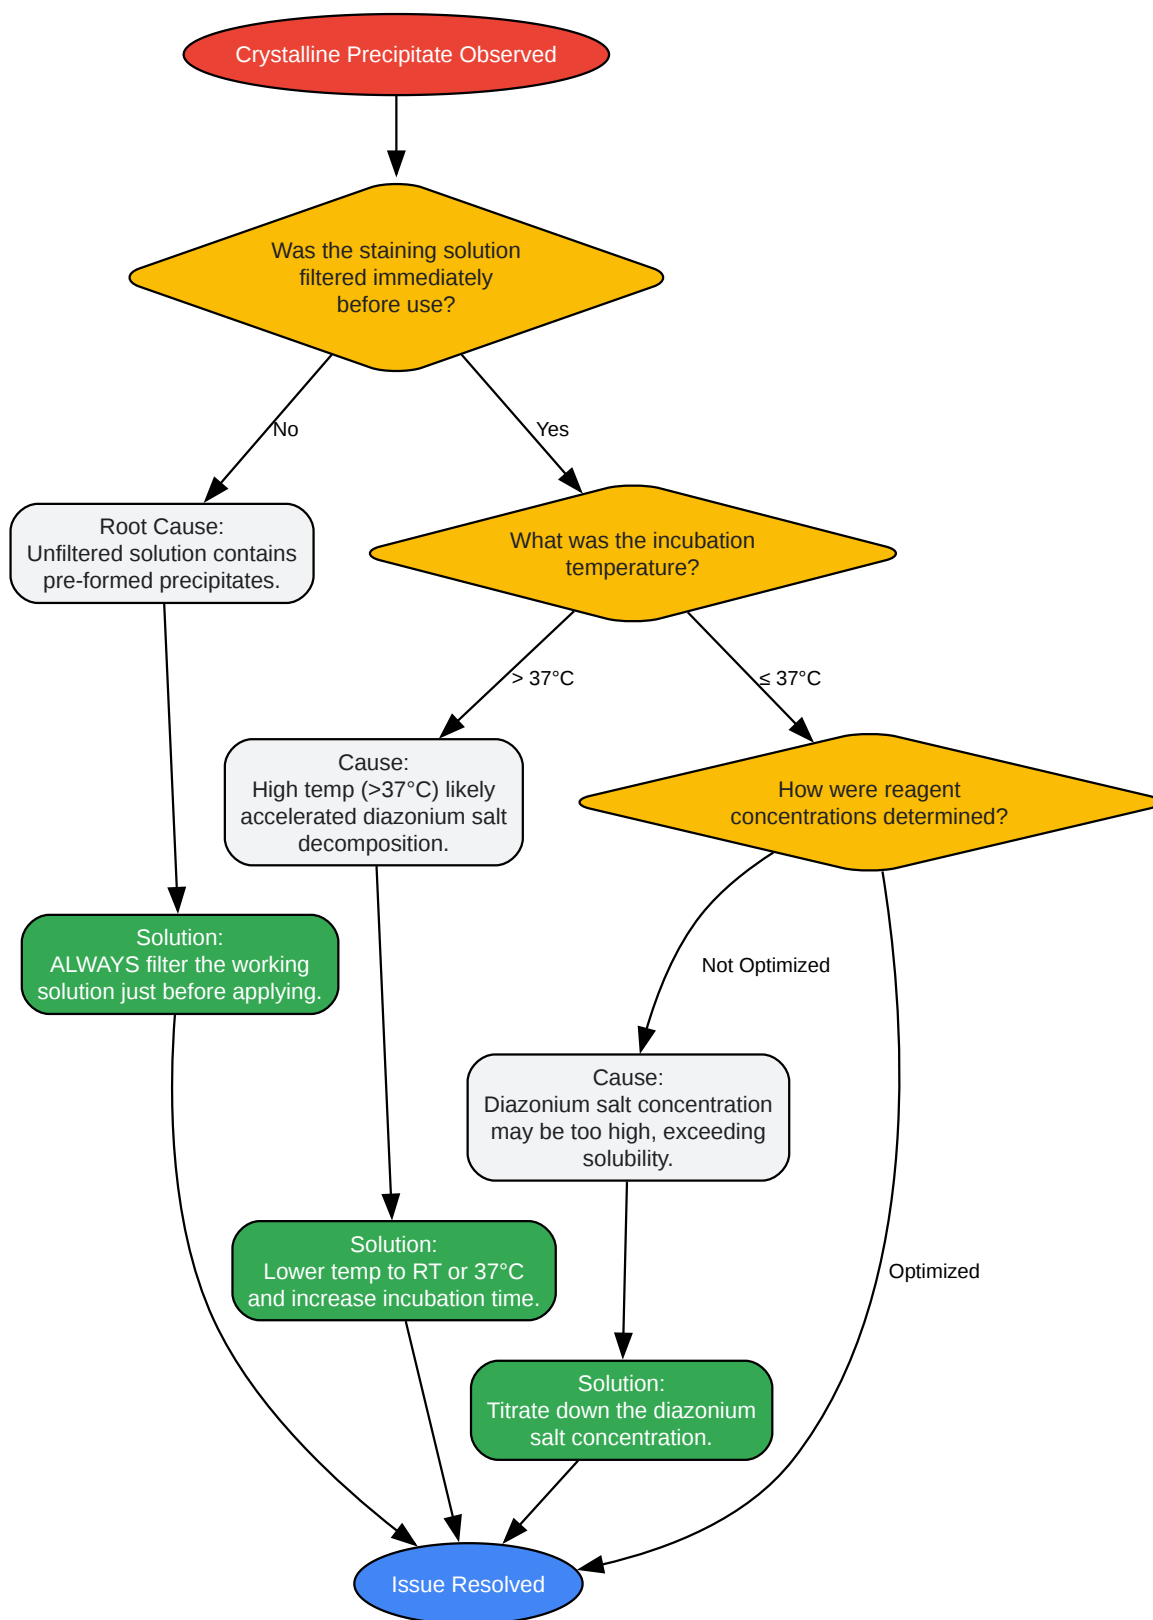 Crystalline Precipitate Observed
Was the staining solution
filtered immediately
before use?
No
Yes
Root Cause:
Unfiltered solution contains
pre-formed precipitates.
What was the incubation
temperature?
> 37°C
≤ 37°C
Cause:
High temp (>37°C) likely
accelerated diazonium salt
decomposition.
How were reagent
concentrations determined?
Solution:
ALWAYS filter the working
solution just before applying.
Not Optimized
Cause:
Diazonium salt concentration
may be too high, exceeding
solubility.
Solution:
Lower temp to RT or 37°C
and increase incubation time.
Optimized
Solution:
Titrate down the diazonium
salt concentration.
Issue Resolved